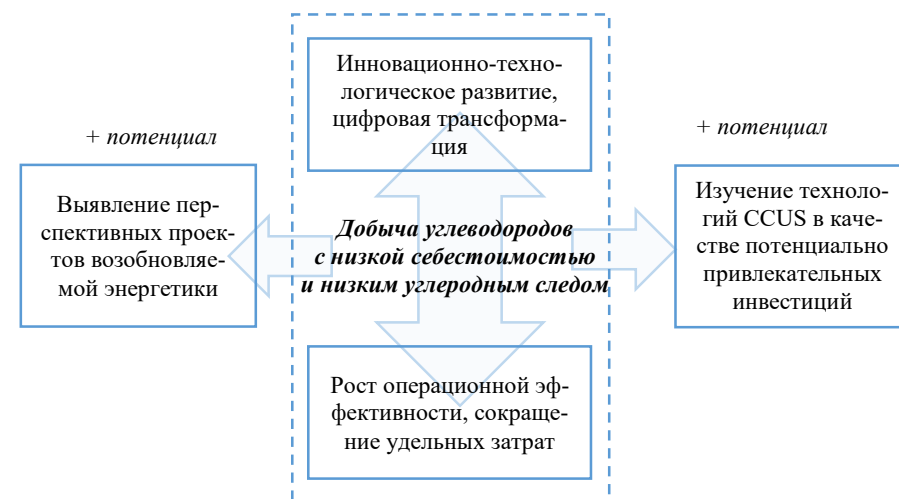 Инновационно-техно-
логическое развитие,
цифровая трансформа-
ция
+ потенциал
Выявление пер-
спективных проек-
тов возобновляе-
мой энергетики
Добыча углеводородов
с низкой себестоимостью
и низким углеродным следом
+ потенциал
Изучение техноло-
гий CCUS в каче-
стве потенциально
привлекательных
инвестиций
Рост операционной эф-
фективности, сокраще-
ние удельных затрат